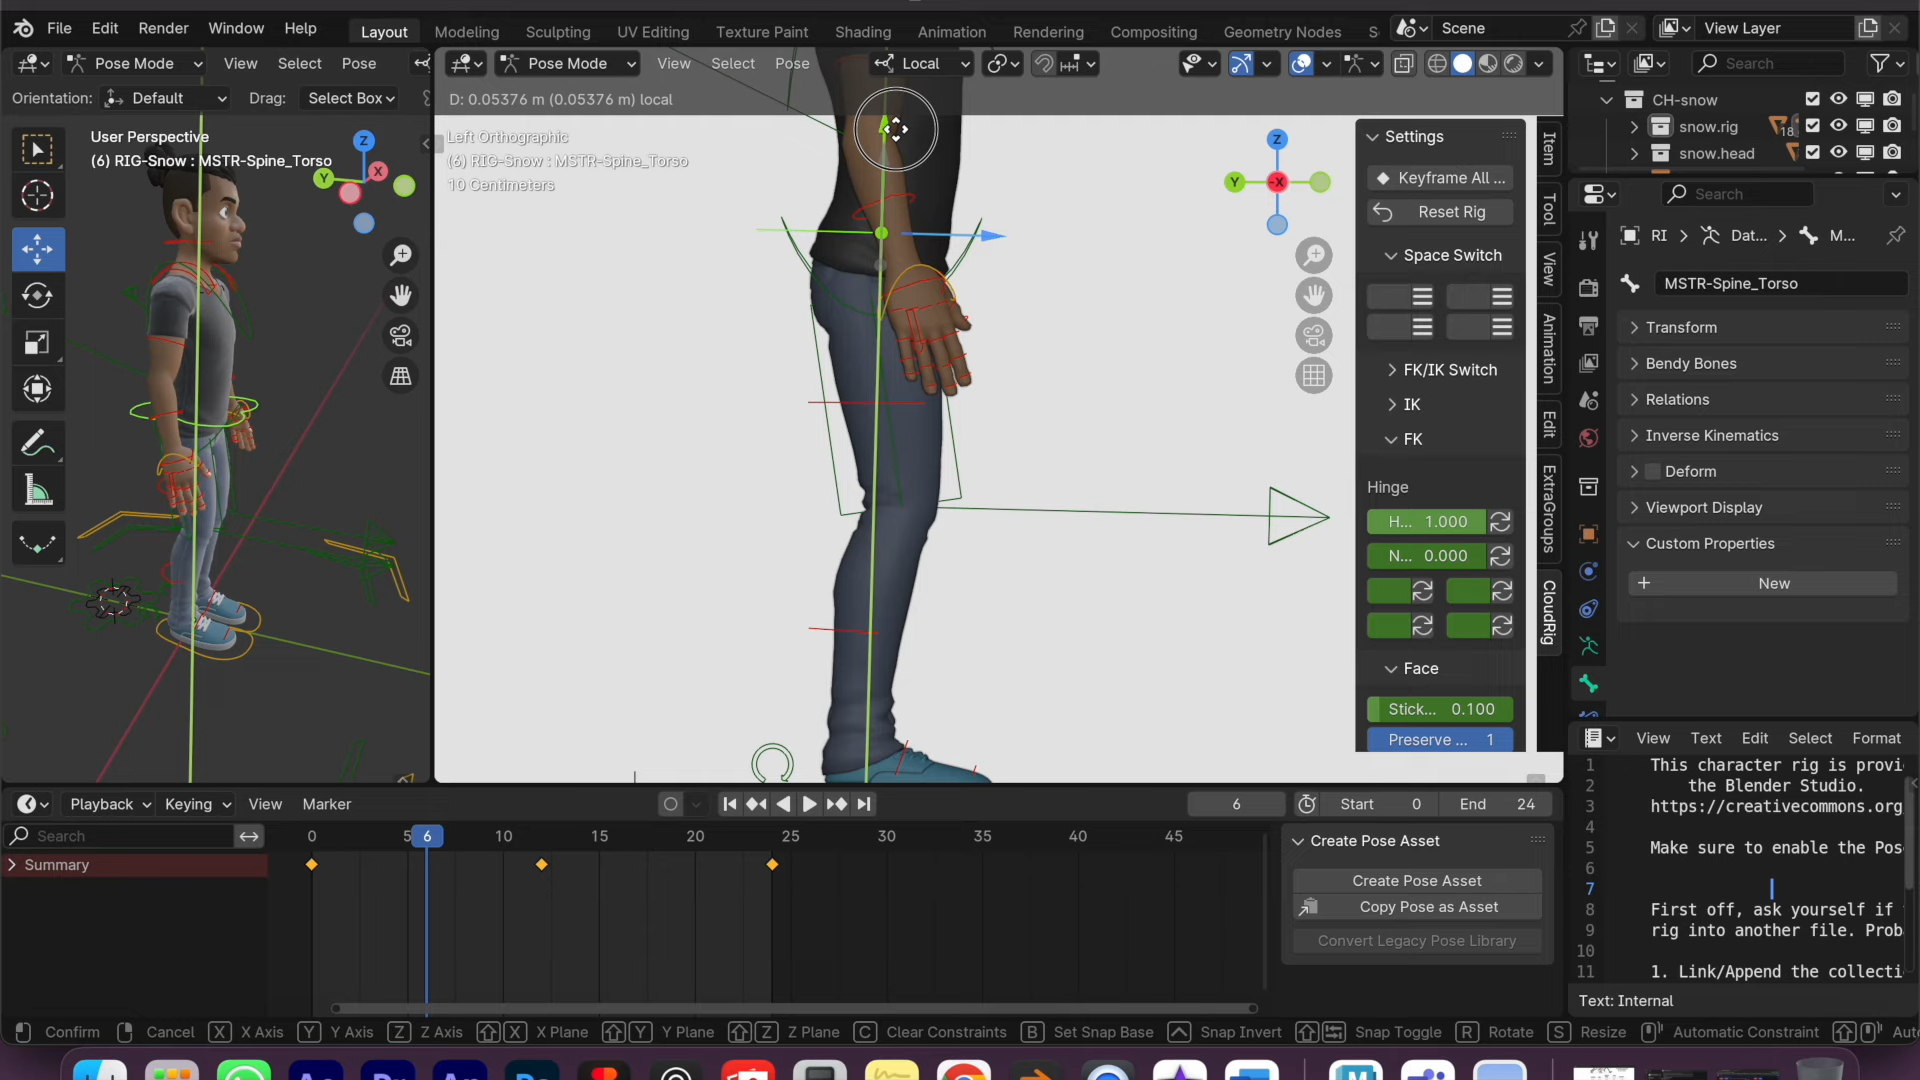 File Edit Render Window Help Layout Modeling Sculpting UV Editing Texture Paint Shading Animation Rendering Compositing Geometry Nodes S Scene View Layer
Pose Mode View Select Pose
Pose Mode View Select Pose Local
Search
Orientation: Default Drag: Select Box
D: 0.05376 m (0.05376 m) local
CH-snow
snow.rig 18
snow.head
User Perspective
(6) RIG-Snow : MSTR-Spine_Torso
Z
X
Y
Left Orthographic
(6) RIG-Snow : MSTR-Spine_Torso
10 Centimeters
Z
Y
-X
Settings
Keyframe All ...
Reset Rig
Space Switch
FK/IK Switch
IK
FK
Hinge
H... 1.000
N... 0.000
Face
Stick... 0.100
Preserve ... 1
Item
Tool
View
Animation
Edit
ExtraGroups
CloudRig
Search
RI Dat... M...
MSTR-Spine_Torso
Transform
Bendy Bones
Relations
Inverse Kinematics
Deform
Viewport Display
Custom Properties
New
View Text Edit Select Format
1 This character rig is provi
2 the Blender Studio.
3 https://creativecommons.org
4
5 Make sure to enable the Pos
6
7
8 First off, ask yourself if
9 rig into another file. Prob
10
11 1. Link/Append the collecti
Text: Internal
Playback Keying View Marker 6 Start 0 End 24
Search
0 5 6 10 15 20 25 30 35 40 45
Summary
Create Pose Asset
Create Pose Asset
Copy Pose as Asset
Convert Legacy Pose Library
Confirm Cancel X X Axis Y Y Axis Z Z Axis X X Plane Y Y Plane Z Z Plane C Clear Constraints B Set Snap Base Snap Invert Snap Toggle R Rotate S Resize Automatic Constraint Aut